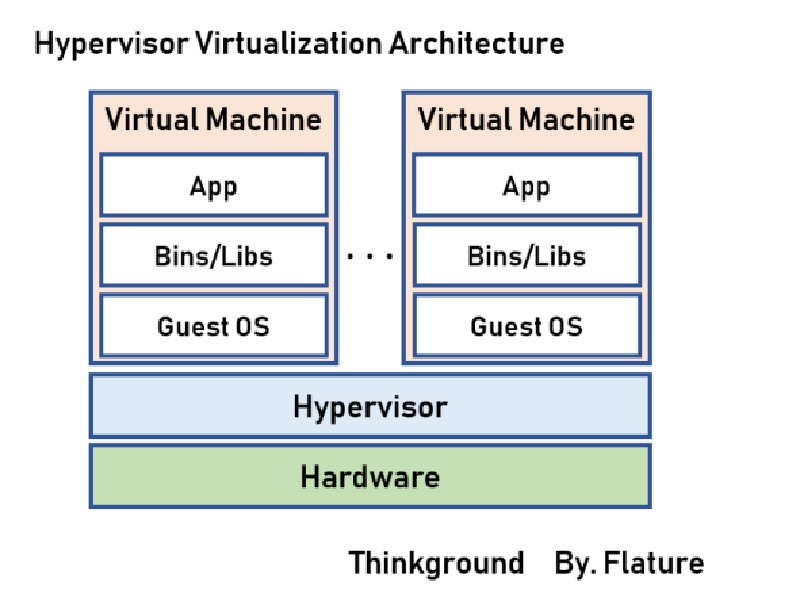 Hypervisor Virtualization Architecture
Virtual Machine
App
Bins/Libs
Guest OS
. . .
Virtual Machine
App
Bins/Libs
Guest OS
Hypervisor
Hardware
Thinkground By. Flature